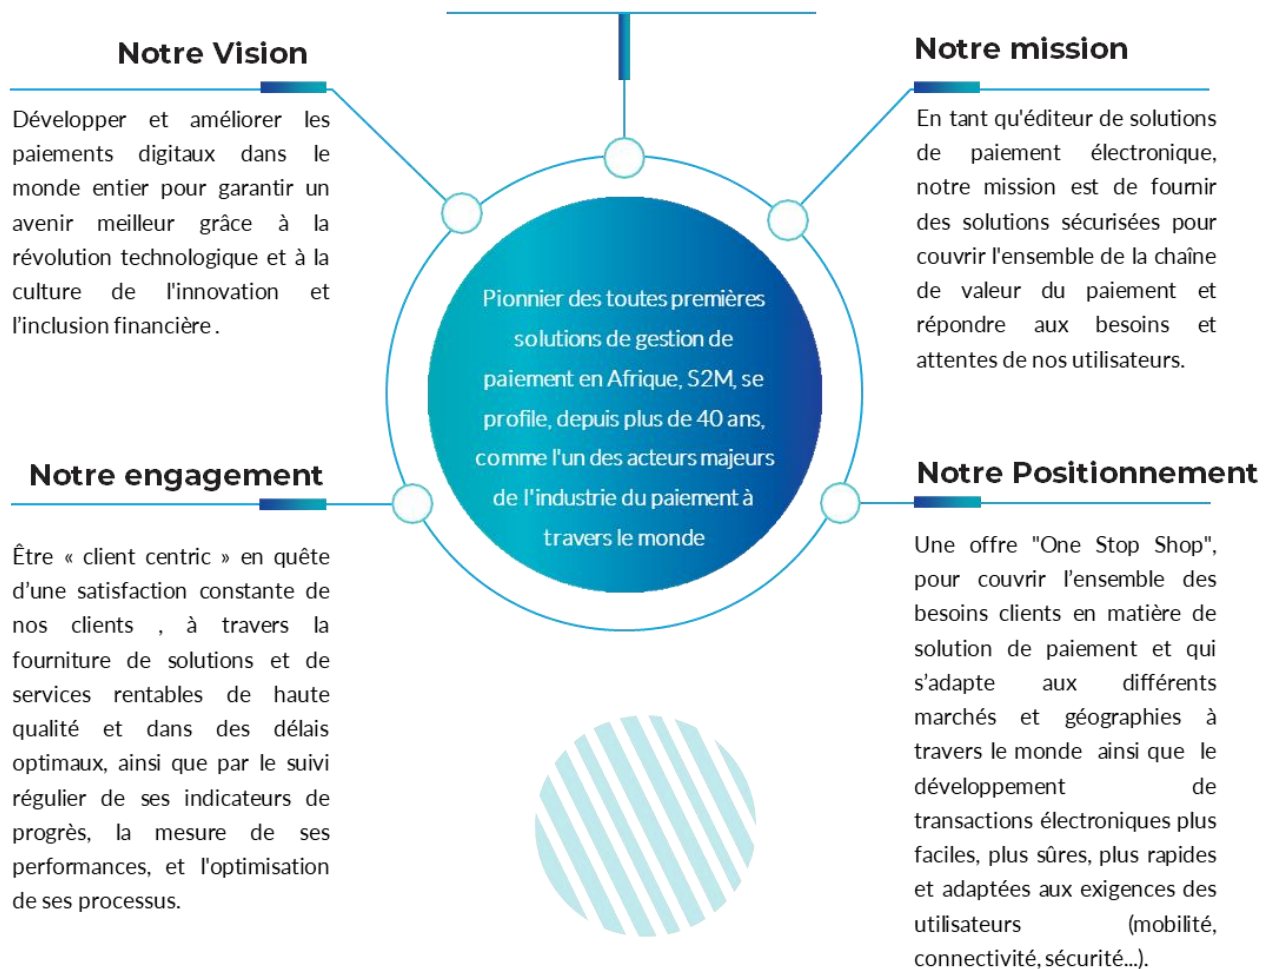 Notre Vision
Développer et améliorer les
paiements digitaux dans le
monde entier pour garantir un
avenir meilleur grâce à la
révolution technologique et à la
culture de l'innovation et
l’inclusion financière .
Notre mission
En tant qu'éditeur de solutions
de paiement électronique,
notre mission est de fournir
des solutions sécurisées pour
couvrir l'ensemble de la chaîne
de valeur du paiement et
répondre aux besoins et
attentes de nos utilisateurs.
Pionnier des toutes premières
solutions de gestion de
paiement en Afrique, S2M, se
profile, depuis plus de 40 ans,
comme l'un des acteurs majeurs
de l'industrie du paiement à
travers le monde
Notre engagement
Être « client centric » en quête
d’une satisfaction constante de
nos clients , à travers la
fourniture de solutions et de
services rentables de haute
qualité et dans des délais
optimaux, ainsi que par le suivi
régulier de ses indicateurs de
progrès, la mesure de ses
performances, et l'optimisation
de ses processus.
Notre Positionnement
Une offre "One Stop Shop",
pour couvrir l’ensemble des
besoins clients en matière de
solution de paiement et qui
s’adapte aux différents
marchés et géographies à
travers le monde ainsi que le
développement de
transactions électroniques plus
faciles, plus sûres, plus rapides
et adaptées aux exigences des
utilisateurs (mobilité,
connectivité, sécurité...).